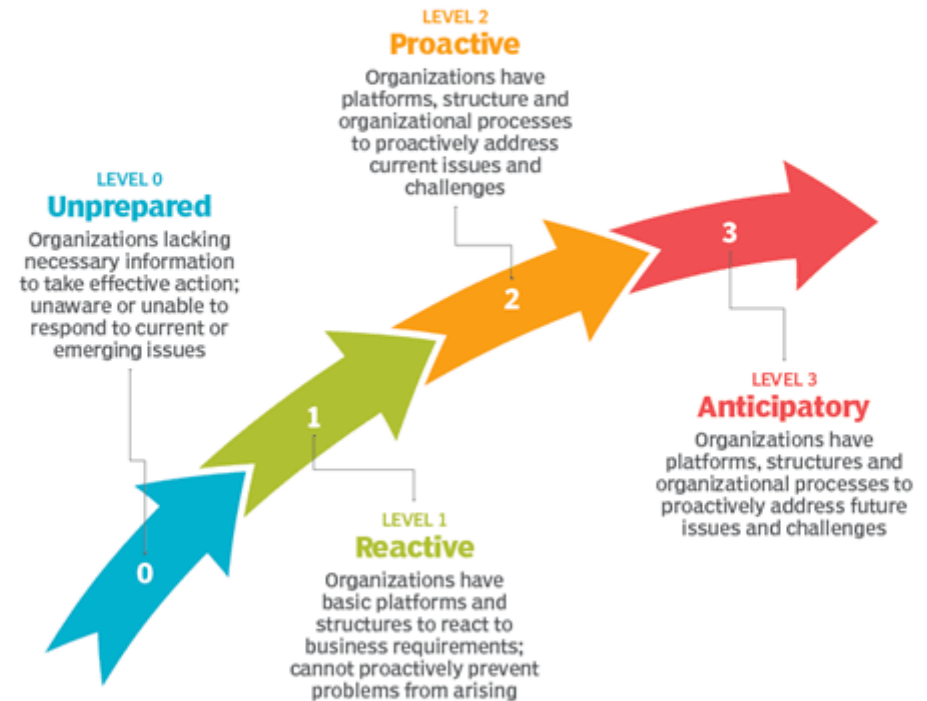 LEVEL 0
Unprepared
Organizations lacking
necessary information
to take effective action;
unaware or unable to
respond to current or
emerging issues
0
LEVEL 1
Reactive
Organizations have
basic platforms and
structures to react to
business requirements;
cannot proactively prevent
problems from arising
1
LEVEL 2
Proactive
Organizations have
platforms, structure and
organizational processes
to proactively address
current issues and
challenges
2
LEVEL 3
Anticipatory
Organizations have
platforms, structures and
organizational processes to
proactively address future
issues and challenges
3